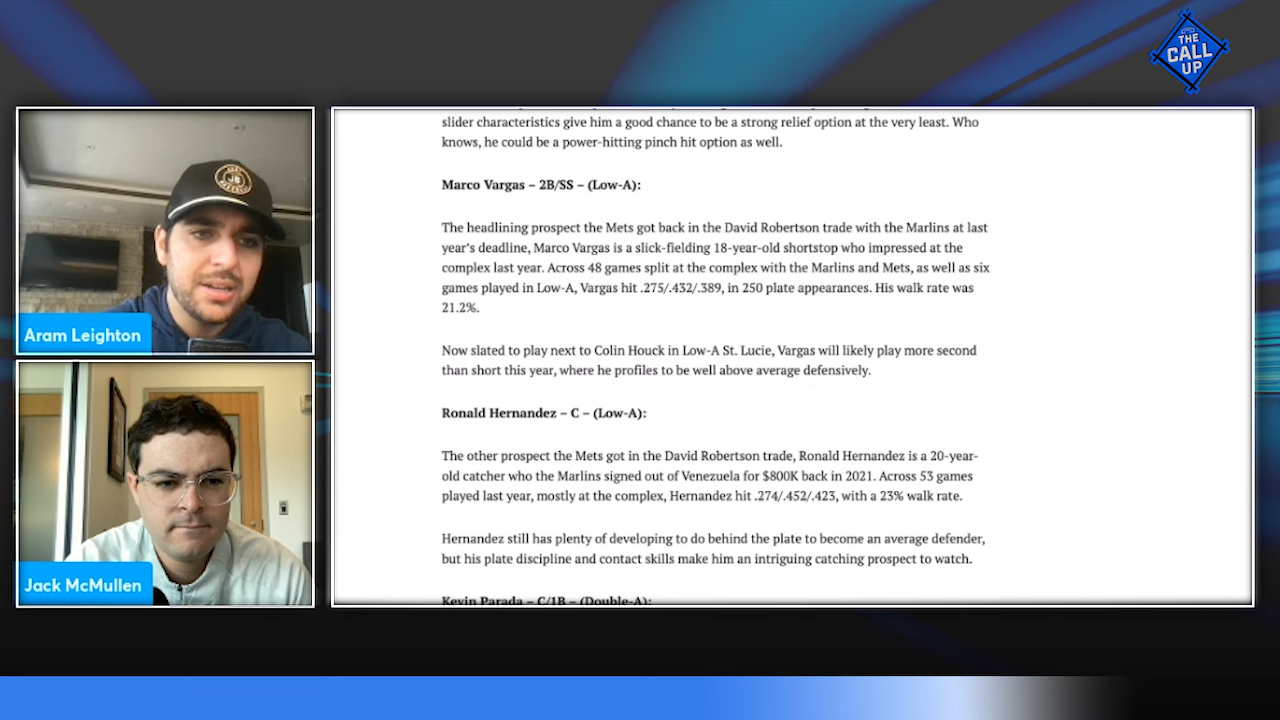 THE
CALL
UP
slider characteristics give him a good chance to be a strong relief option at the very least. Who
knows, he could be a power-hitting pinch hit option as well.
Marco Vargas – 2B/SS – (Low-A):
The headlining prospect the Mets got back in the David Robertson trade with the Marlins at last
year's deadline, Marco Vargas is a slick-fielding 18-year-old shortstop who impressed at the
complex last year. Across 48 games split at the complex with the Marlins and Mets, as well as six
games played in Low-A, Vargas hit .275/.432/.389, in 250 plate appearances. His walk rate was
21.2%.
Now slated to play next to Colin Houck in Low-A St. Lucie, Vargas will likely play more second
than short this year, where he profiles to be well above average defensively.
Ronald Hernandez – C – (Low-A):
The other prospect the Mets got in the David Robertson trade, Ronald Hernandez is a 20-year-
old catcher who the Marlins signed out of Venezuela for $800K back in 2021. Across 53 games
played last year, mostly at the complex, Hernandez hit .274/.452/.423, with a 23% walk rate.
Hernandez still has plenty of developing to do behind the plate to become an average defender,
but his plate discipline and contact skills make him an intriguing catching prospect to watch.
Kevin Parada – C/1B – (Double-A):
JB
Aram Leighton
Jack McMullen